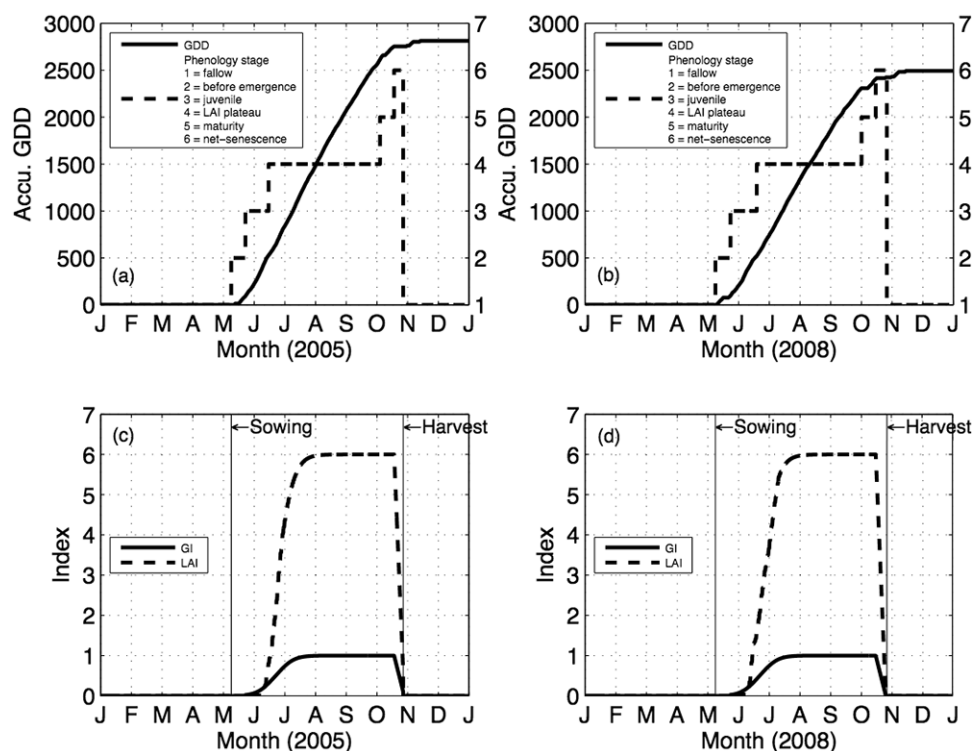 3000
2500
2000
1500
1000
500
0
Accu. GDD
7
6
5
4
3
2
1
GDD
Phenology stage
1 = fallow
2 = before emergence
3 = juvenile
4 = LAI plateau
5 = maturity
6 = net-senescence
(a)
J F M A M J J A S O N D J
Month (2005)
3000
2500
2000
1500
1000
500
0
Accu. GDD
7
6
5
4
3
2
1
GDD
Phenology stage
1 = fallow
2 = before emergence
3 = juvenile
4 = LAI plateau
5 = maturity
6 = net-senescence
(b)
J F M A M J J A S O N D J
Month (2008)
7
6
5
4
3
2
1
0
Index
(c)
←Sowing
←Harvest
GI
LAI
J F M A M J J A S O N D J
Month (2005)
7
6
5
4
3
2
1
0
Index
(d)
←Sowing
←Harvest
GI
LAI
J F M A M J J A S O N D J
Month (2008)